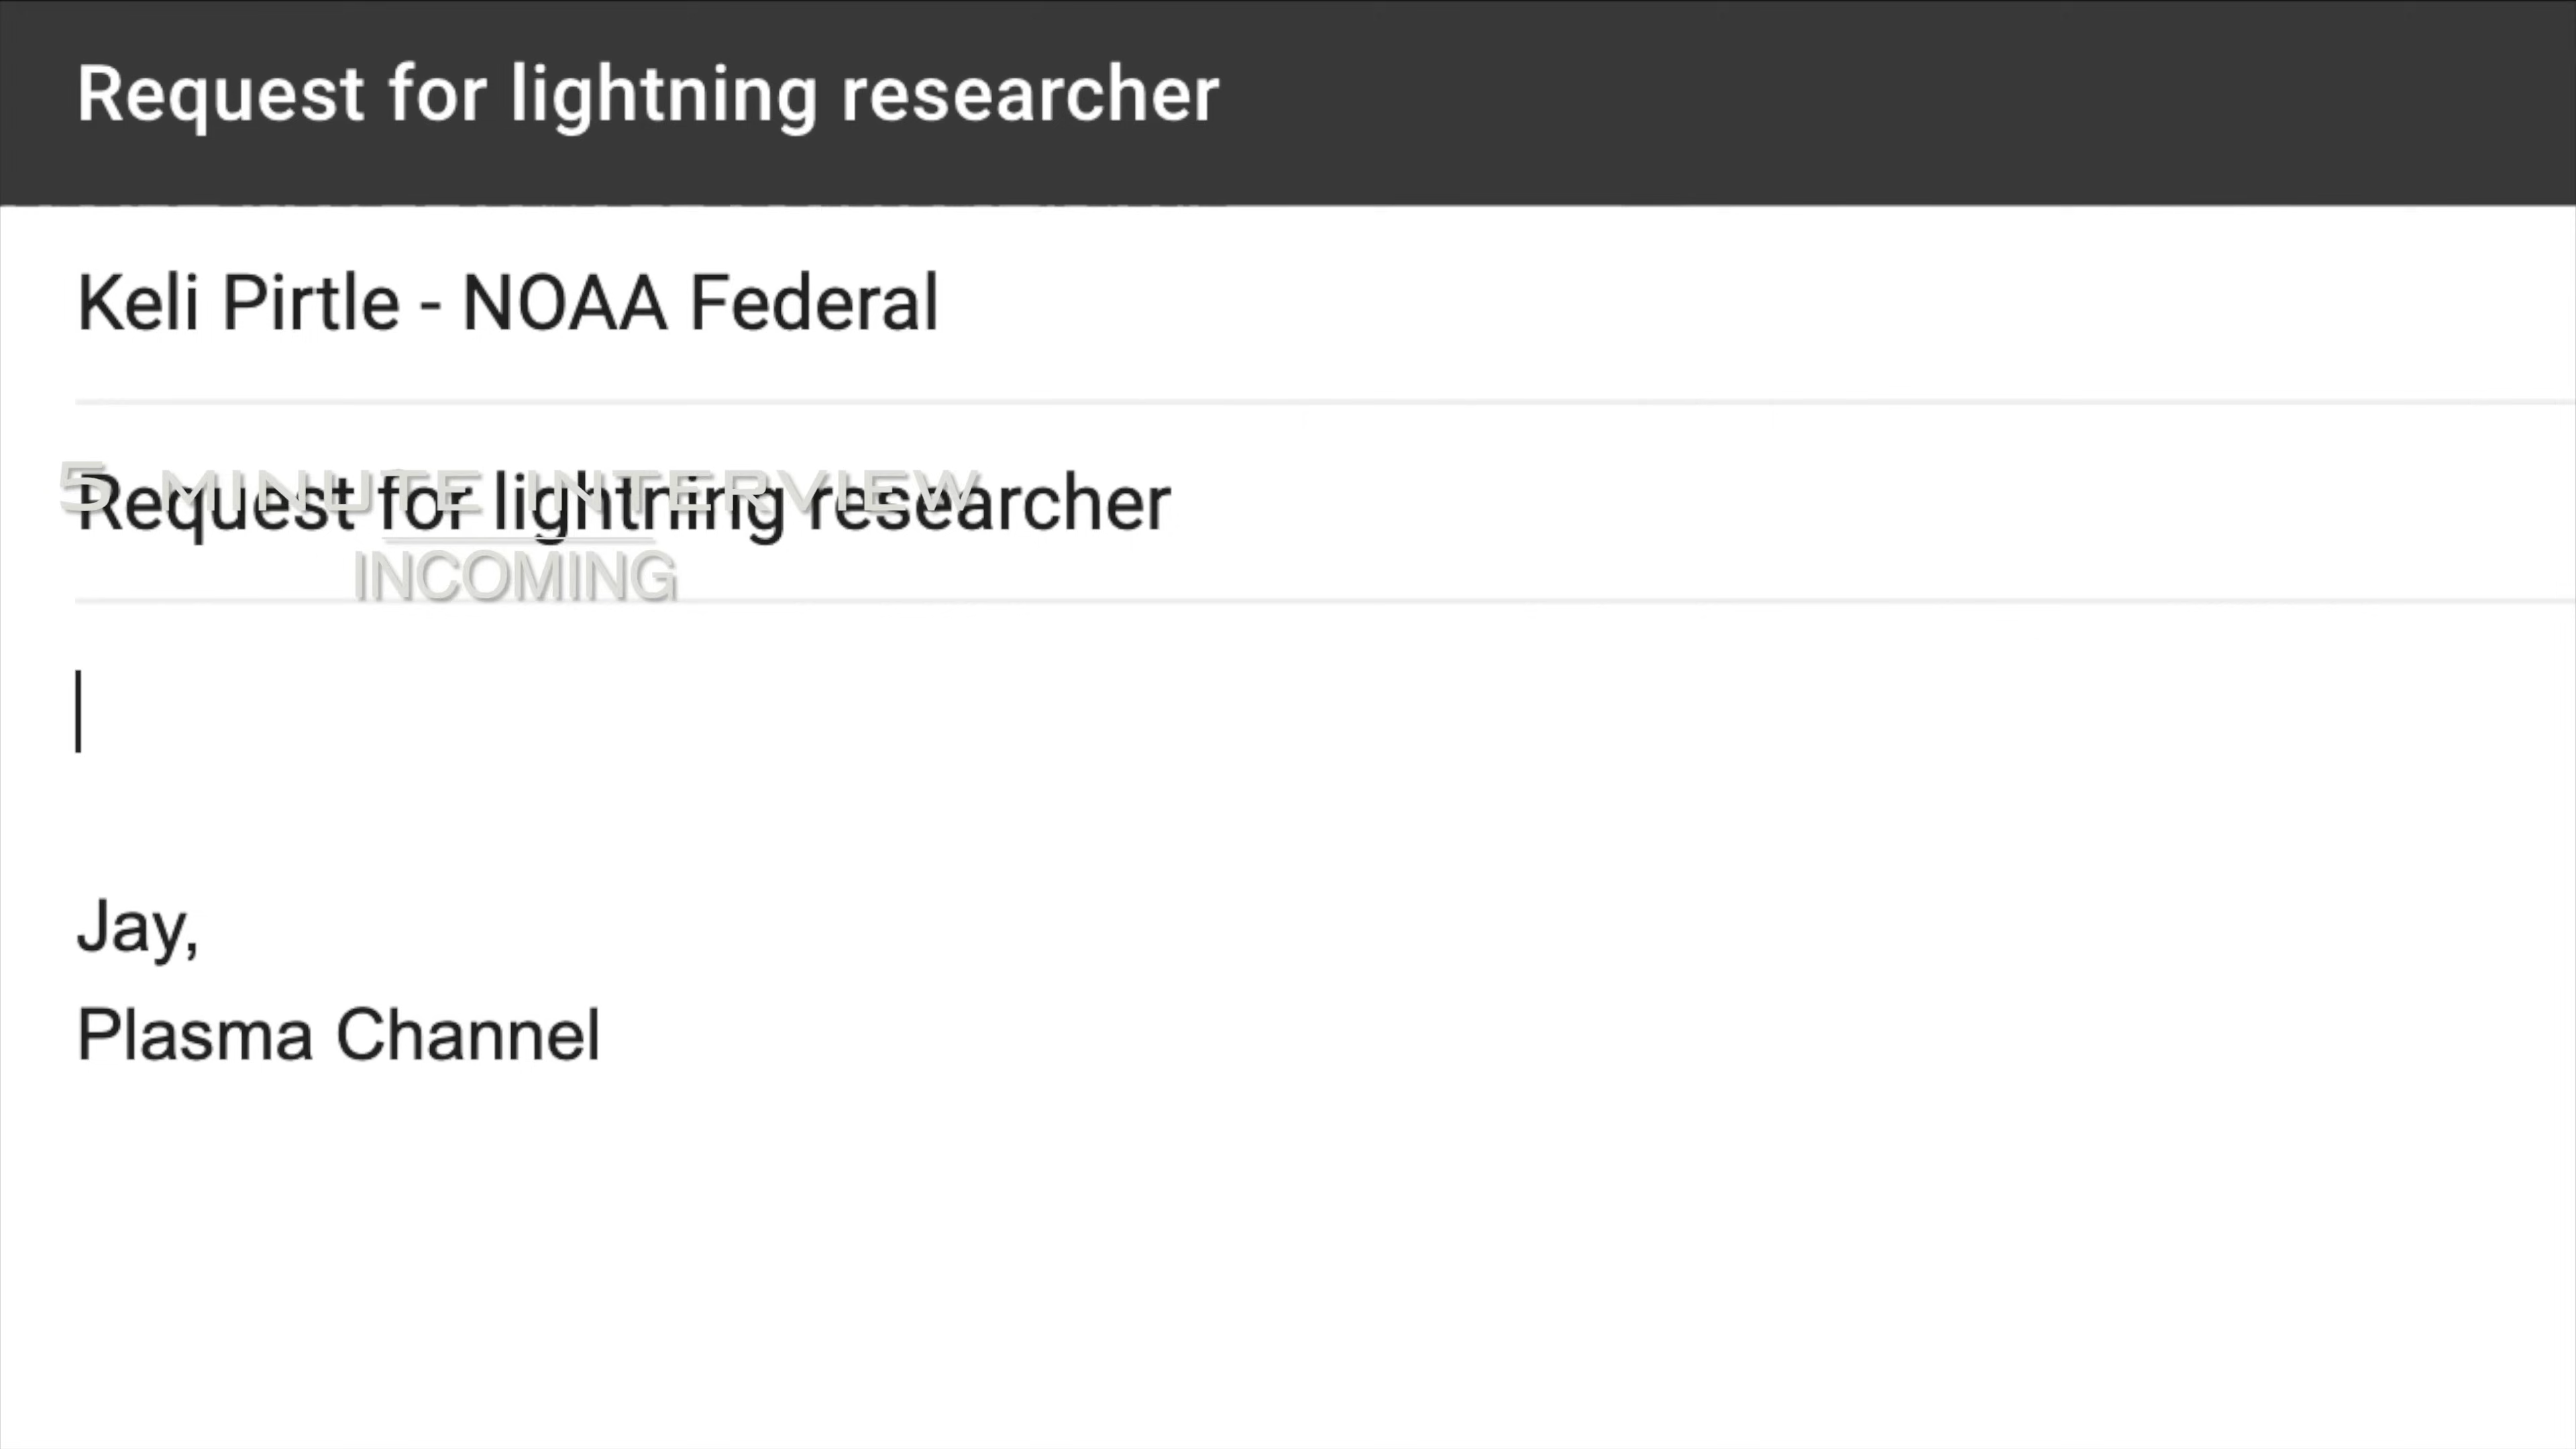 Request for lightning researcher
Keli Pirtle - NOAA Federal
Request for lightning researcher
5 MINUTE INTERVIEW
INCOMING
Jay,
Plasma Channel